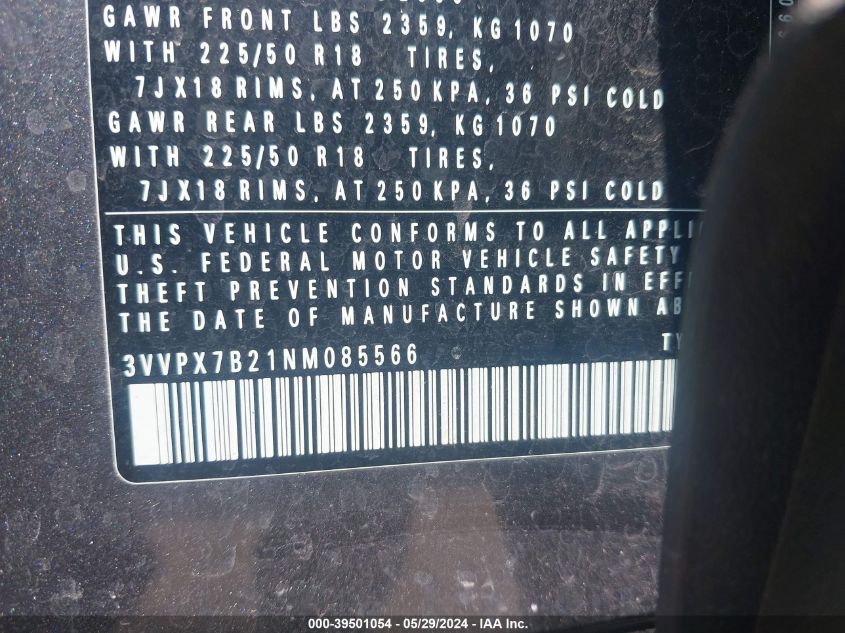 GAWR FRONT LBS 2359, KG 1070
WITH 225/50 R18 TIRES,
7JX18 RIMS, AT 250 KPA, 36 PSI COLD
GAWR REAR LBS 2359, KG 1070
WITH 225/50 R18 TIRES,
7JX18 RIMS, AT 250 KPA, 36 PSI COLD
THIS VEHICLE CONFORMS TO ALL APPLI
U.S. FEDERAL MOTOR VEHICLE SAFETY
THEFT PREVENTION STANDARDS IN EFF
THE DATE OF MANUFACTURE SHOWN AB
3VVPX7B21NM085566 TY
000-39501054 - 05/29/2024 - IAA Inc.